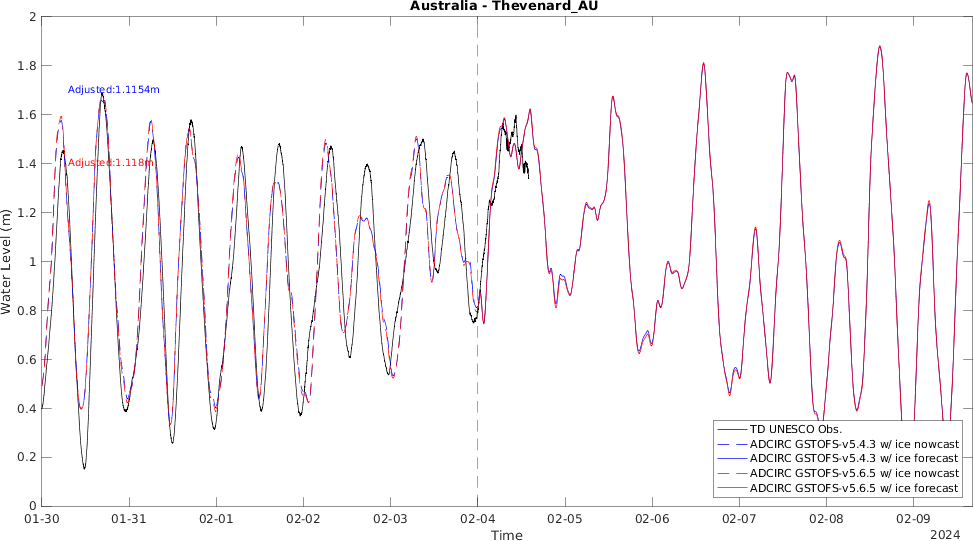 Australia - Thevenard_AU
2
1.8
1.6
1.4
1.2
1
0.8
0.6
0.4
0.2
0
Water Level (m)
Adjusted:1.1154m
Adjusted:1.118m
TD UNESCO Obs.
ADCIRC GSTOFS-v5.4.3 w/ ice nowcast
ADCIRC GSTOFS-v5.4.3 w/ ice forecast
ADCIRC GSTOFS-v5.6.5 w/ ice nowcast
ADCIRC GSTOFS-v5.6.5 w/ ice forecast
01-30 01-31 02-01 02-02 02-03 02-04 02-05 02-06 02-07 02-08 02-09
Time
2024